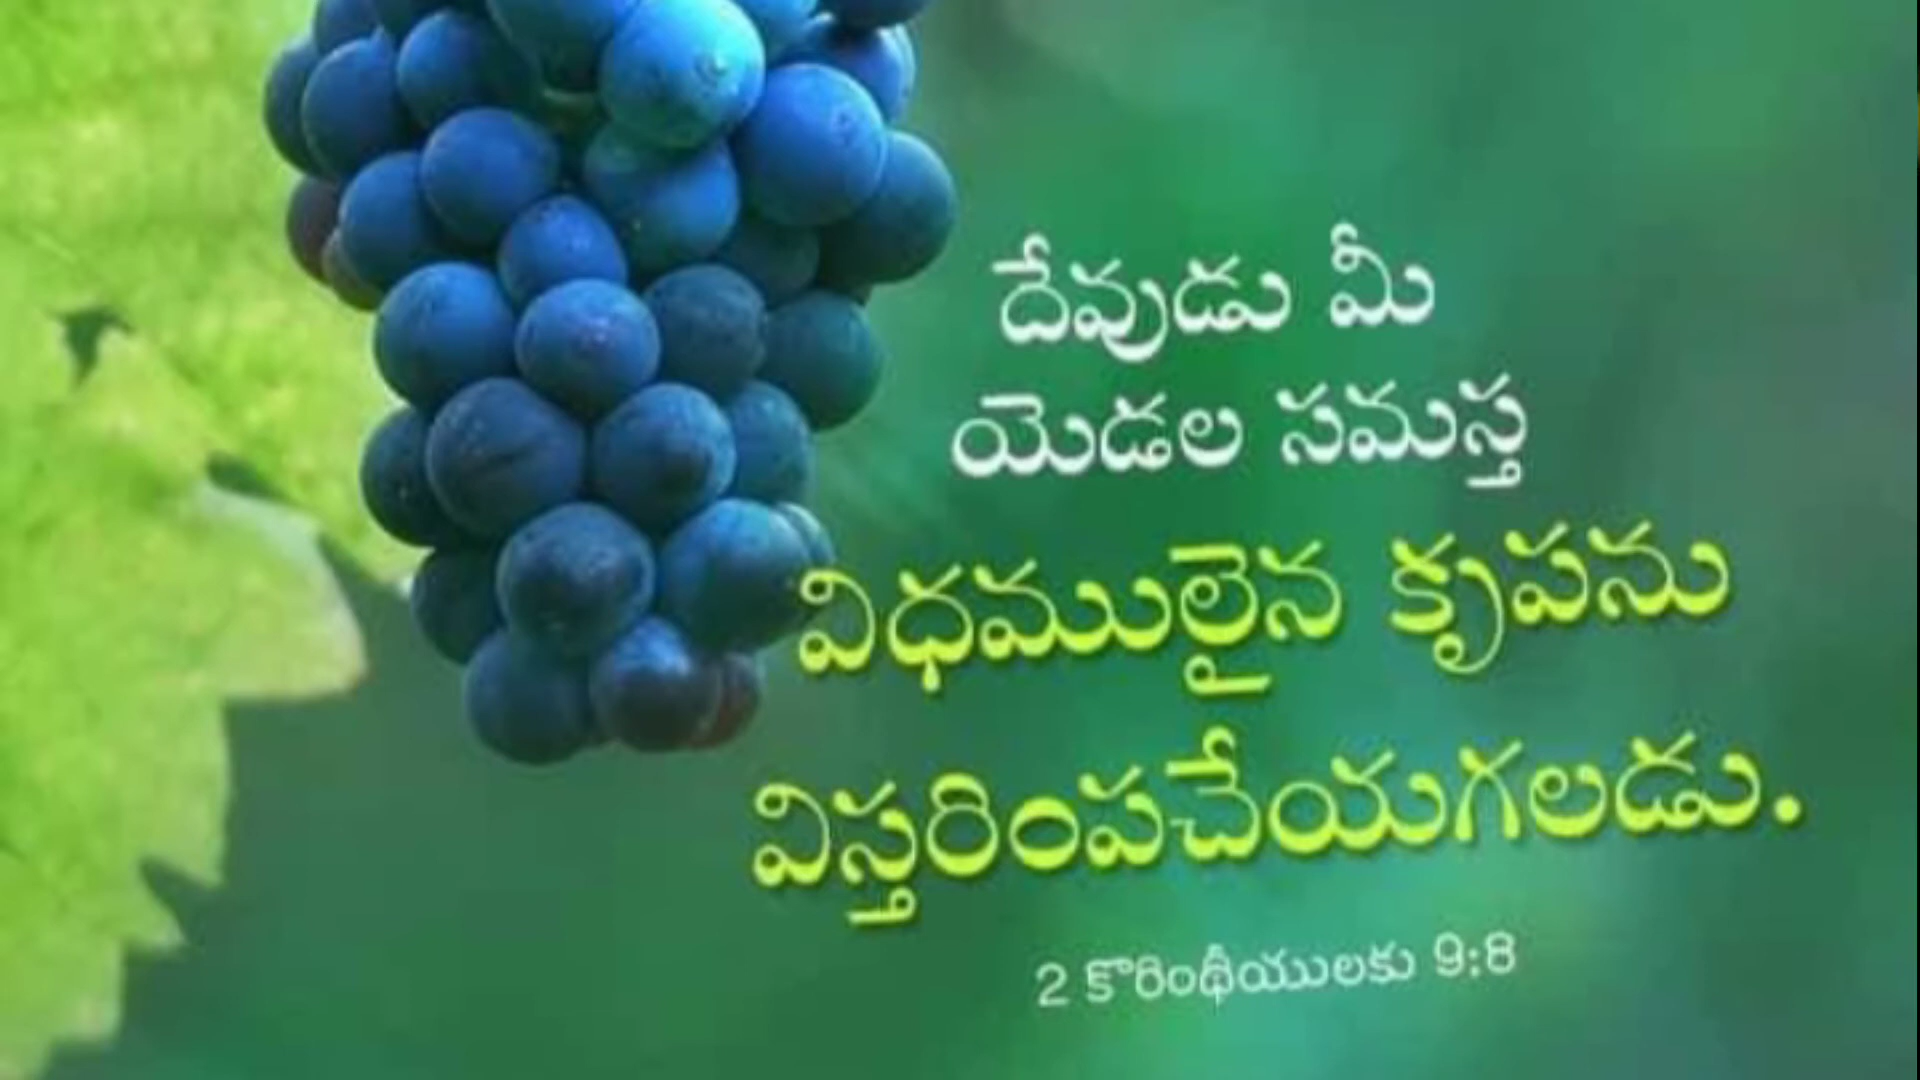 దేవుడు మీ
యెడల సమస్త
విధములైన కృపను
విస్తరింపచేయగలడు.
2 కొరింథీయులకు 9:8